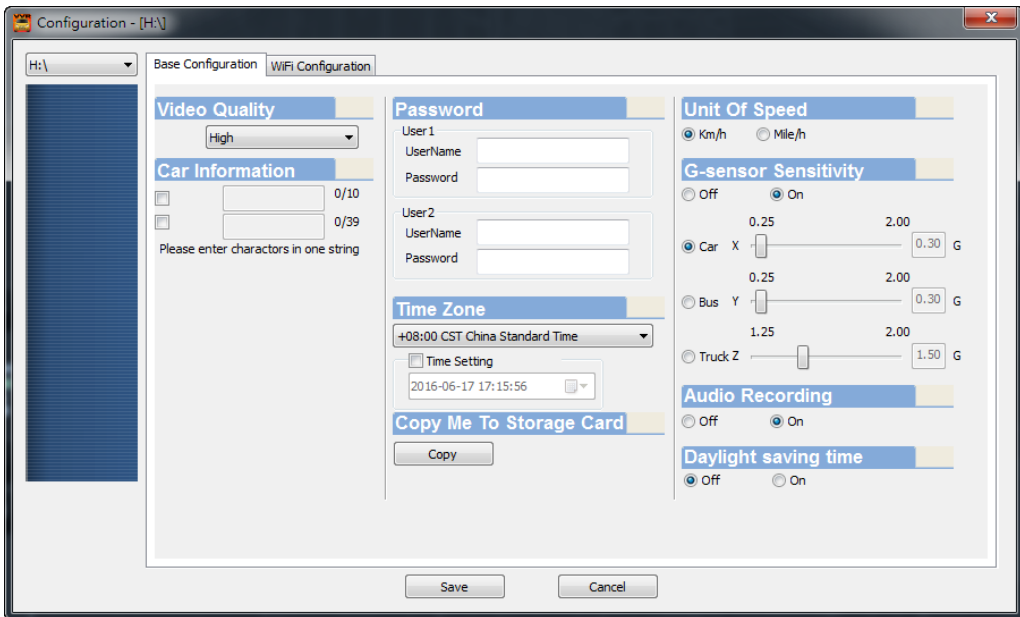 Configuration - [H:\]
x
H:\
Base Configuration
WiFi Configuration
Video Quality
High
Car Information
0/10
0/39
Please enter charactors in one string
Password
User1
UserName
Password
User2
UserName
Password
Time Zone
+08:00 CST China Standard Time
Time Setting
2016-06-17 17:15:56
Copy Me To Storage Card
Copy
Unit Of Speed
Km/h Mile/h
G-sensor Sensitivity
Off On
0.25 2.00
Car X 0.30 G
0.25 2.00
Bus Y 0.30 G
1.25 2.00
Truck Z 1.50 G
Audio Recording
Off On
Daylight saving time
Off On
Save Cancel